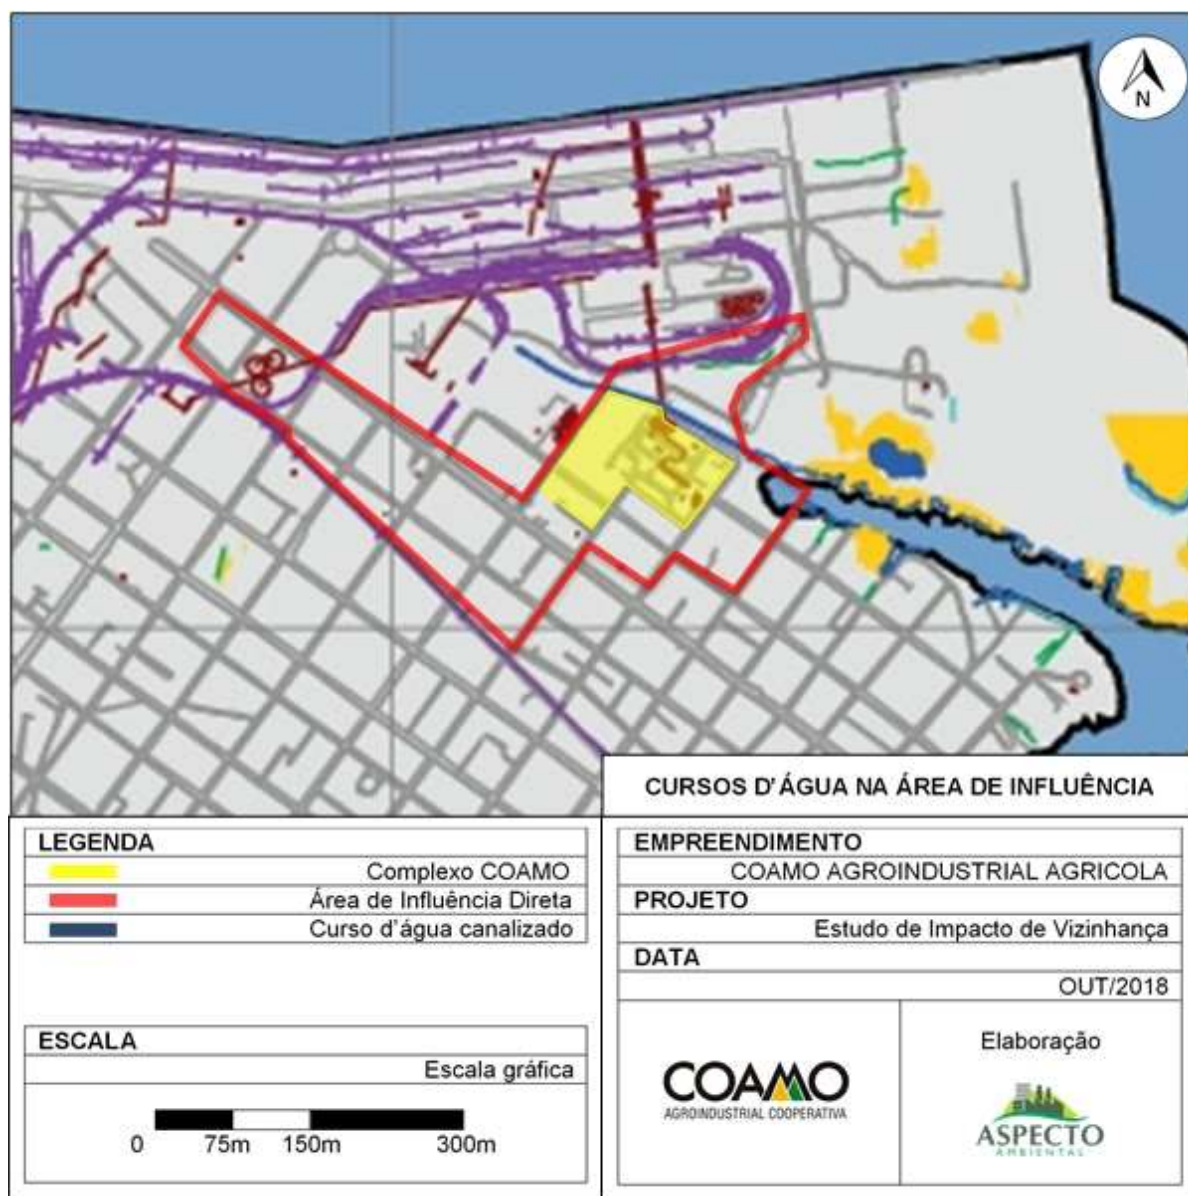 N
CURSOS D'ÁGUA NA ÁREA DE INFLUÊNCIA
LEGENDA
Complexo COAMO
Área de Influência Direta
Curso d'água canalizado
ESCALA
Escala gráfica
0 75m 150m 300m
EMPREENDIMENTO
COAMO AGROINDUSTRIAL AGRICOLA
PROJETO
Estudo de Impacto de Vizinhança
DATA
OUT/2018
COAMO
AGROINDUSTRIAL COOPERATIVA
Elaboração
ASPECTO
AMBIENTAL